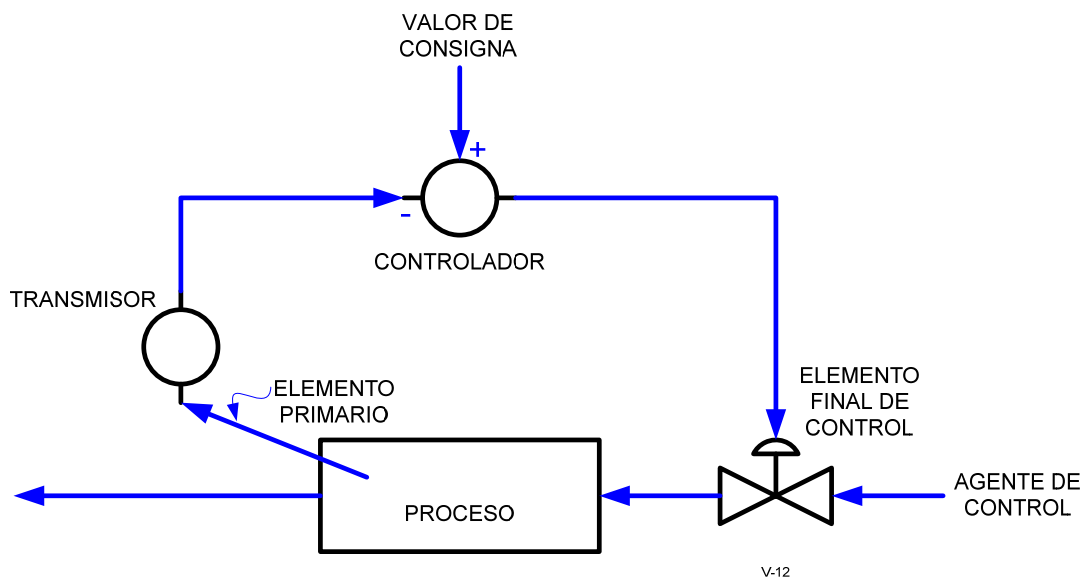 VALOR DE
CONSIGNA
+
-
CONTROLADOR
TRANSMISOR
ELEMENTO
PRIMARIO
ELEMENTO
FINAL DE
CONTROL
AGENTE DE
CONTROL
PROCESO
V-12